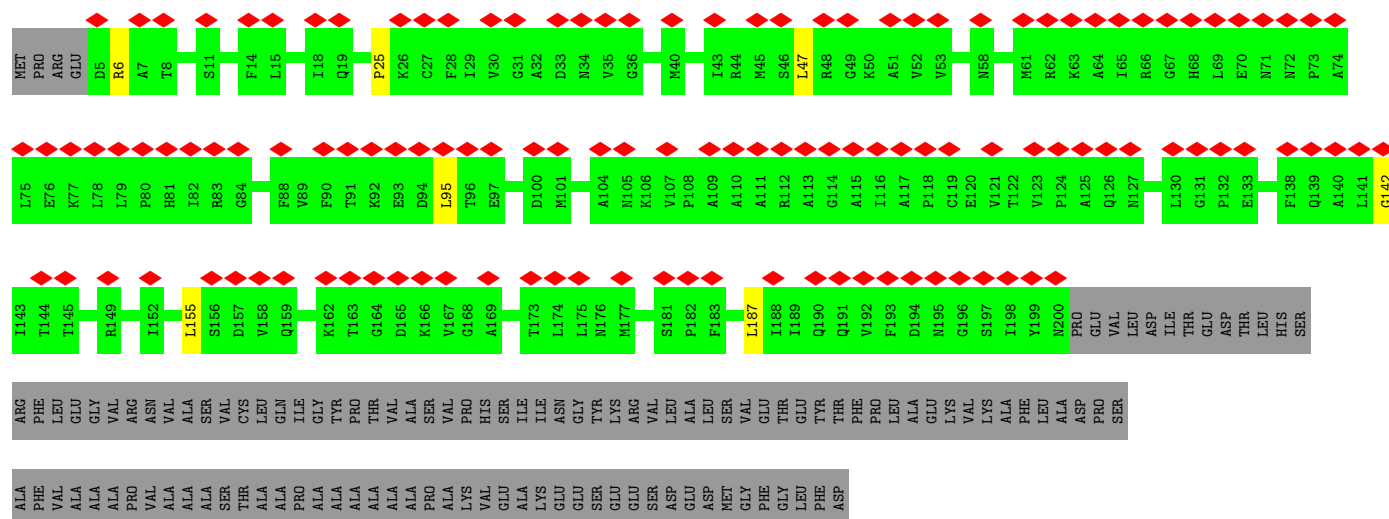 MET PRO ARG GLU D5 R6 A7 T8 S11 F14 L15 I18 Q19 P25 K26 C27 F28 I29 V30 G31 A32 D33 N34 V35 G36 M40 I43 R44 M45 S46 L47 R48 G49 K50 A51 V52 V53 N58 M61 R62 K63 A64 I65 R66 G67 H68 L69 E70 N71 N72 P73 A74
L75 E76 K77 L78 L79 P80 H81 I82 R83 G84 F88 V89 F90 T91 K92 E93 D94 L95 T96 E97 D100 M101 A104 N105 K106 V107 P108 A109 A110 A111 R112 A113 G114 A115 I116 A117 P118 C119 E120 V121 T122 V123 P124 A125 Q126 N127 L130 G131 P132 E133 F138 Q139 A140 L141 G142
I143 T144 T145 R149 I152 L155 S156 D157 V158 Q159 K162 T163 G164 D165 K166 V167 G168 A169 T173 L174 L175 N176 M177 S181 P182 F183 L187 I188 I189 Q190 Q191 V192 F193 D194 N195 G196 S197 I198 Y199 N200 PRO GLU VAL LEU ASP ILE THR GLU ASP THR LEU HIS SER
ARG PHE LEU GLU GLY VAL ARG ASN VAL ALA SER VAL CYS LEU GLN ILE GLY TYR PRO THR VAL ALA SER VAL PRO HIS SER ILE ILE ASN GLY TYR LYS ARG VAL LEU ALA LEU SER VAL GLU THR GLU TYR THR PHE PRO LEU ALA GLU LYS VAL LYS ALA PHE LEU ALA ASP PRO SER
ALA PHE VAL ALA ALA ALA PRO VAL ALA ALA ALA SER THR ALA ALA PRO ALA ALA ALA ALA ALA ALA PRO ALA LYS VAL GLU ALA LYS GLU GLU SER GLU GLU SER ASP GLU ASP MET GLY PHE GLY LEU PHE ASP